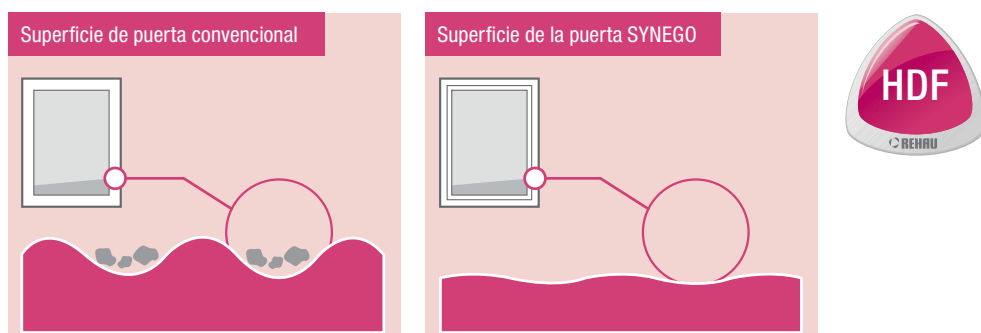 Superficie de puerta convencional
Superficie de la puerta SYNEGO
HDF
REHAU